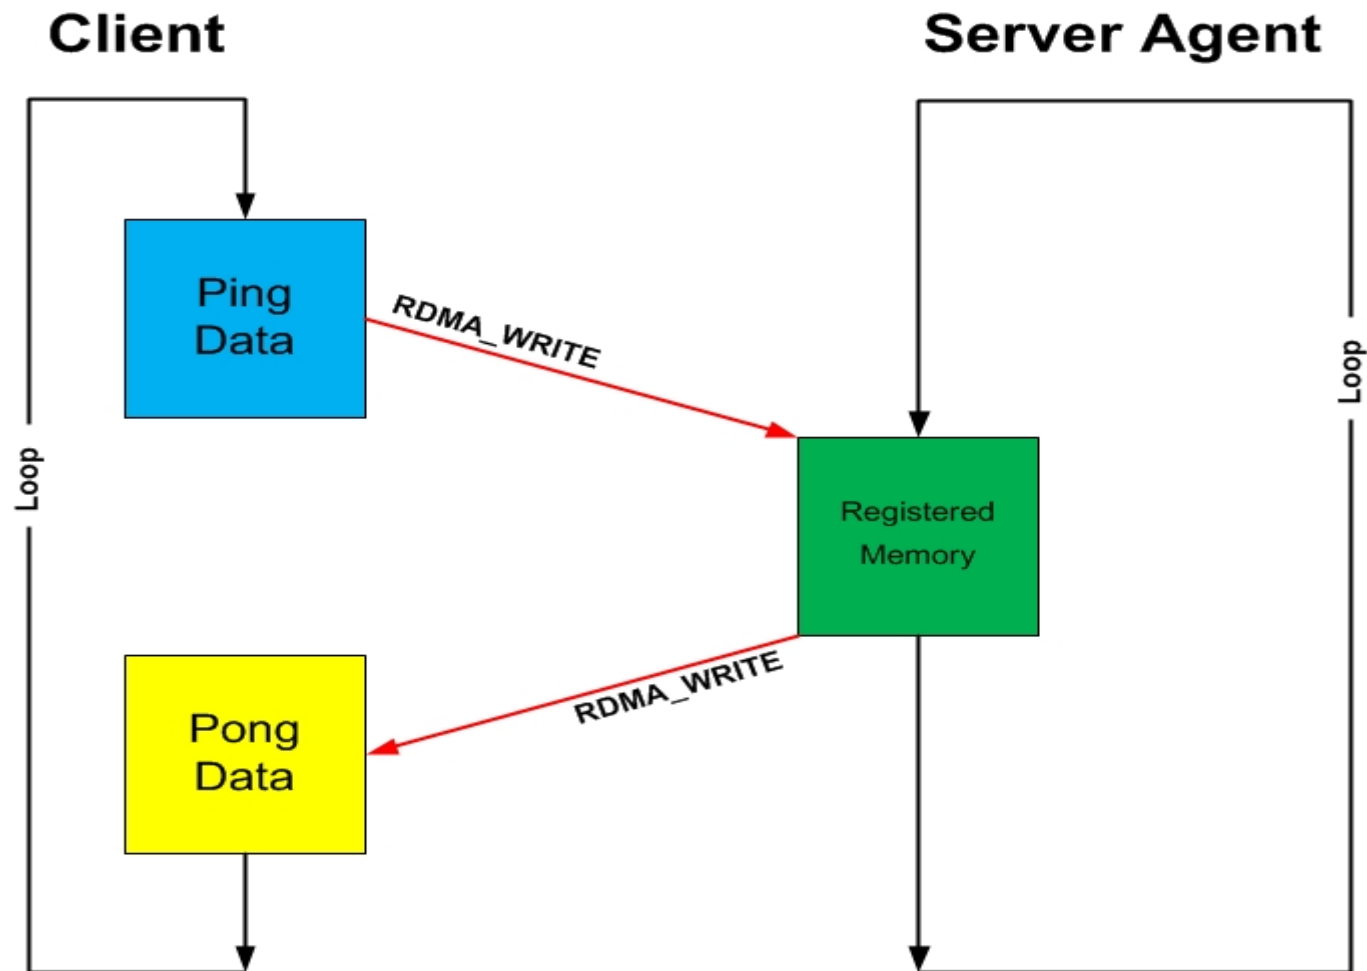 Client
Server Agent
Ping
Data
RDMA_WRITE
Loop
Registered
Memory
Loop
RDMA_WRITE
Pong
Data